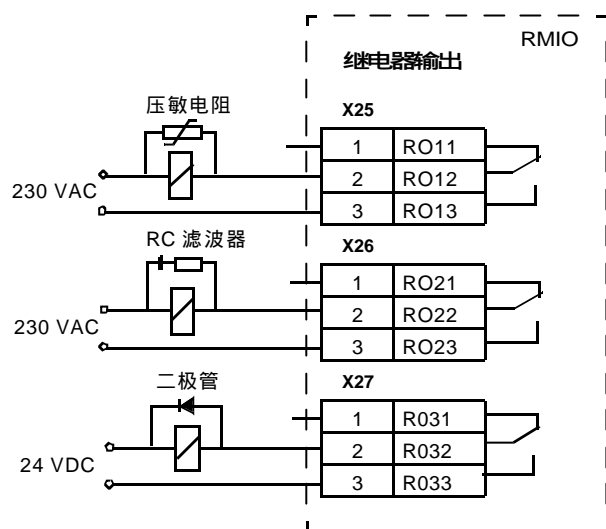 RMIO
继电器输出
压敏电阻
X25
1 RO11
2 RO12
3 RO13
230 VAC
RC 滤波器
X26
1 RO21
2 RO22
3 RO23
230 VAC
二极管
X27
1 R031
2 R032
3 R033
24 VDC